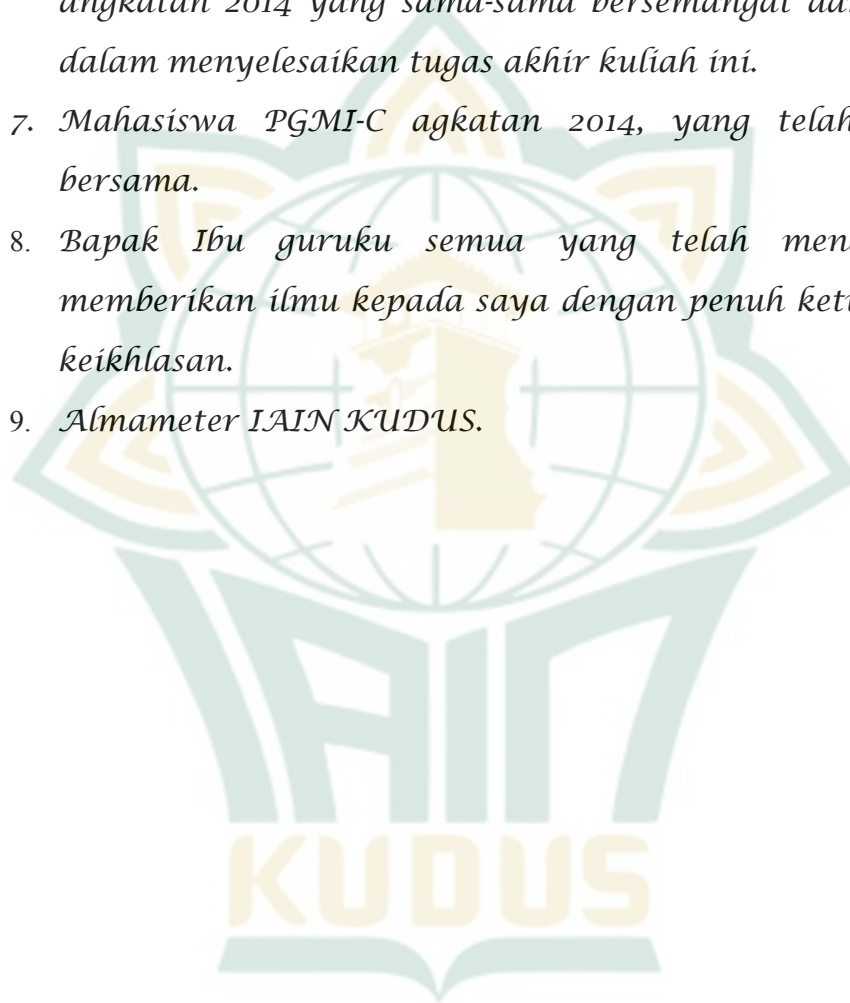 angkatan 2014 yang sama-sama bersemangat
dalam menyelesaikan tugas akhir kuliah ini.
7. Mahasiswa PGMI-C agkatan 2014, yang telah
bersama.
8. Bapak Ibu guruku semua yang telah
memberikan ilmu kepada saya dengan penuh
keikhlasan.
9. Almameter IAIN KUDUS.
IAIN
KUDUS